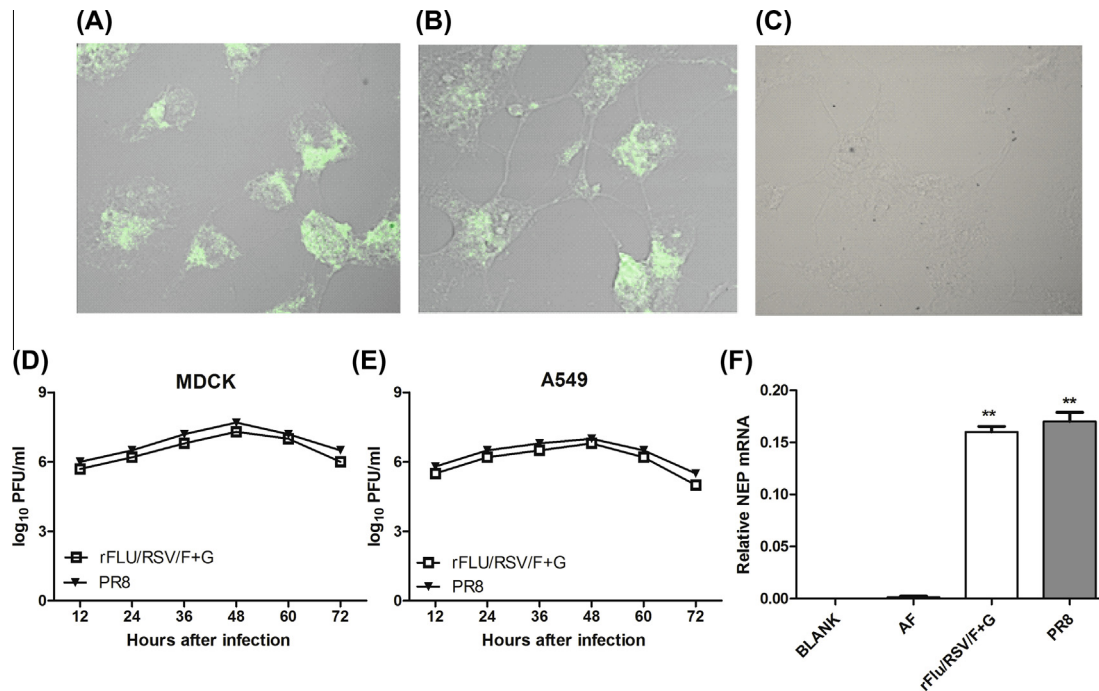 (A)
(B)
(C)
(D)
MDCK
9
6
3
0
log10 PFU/ml
rFLU/RSV/F+G
PR8
12 24 36 48 60 72
Hours after infection
(E)
A549
9
6
3
0
log10 PFU/ml
rFLU/RSV/F+G
PR8
12 24 36 48 60 72
Hours after infection
(F)
0.20
0.15
0.10
0.05
0.00
Relative NEP mRNA
**
**
BLANK
AF
rFlu/RSV/F+G
PR8